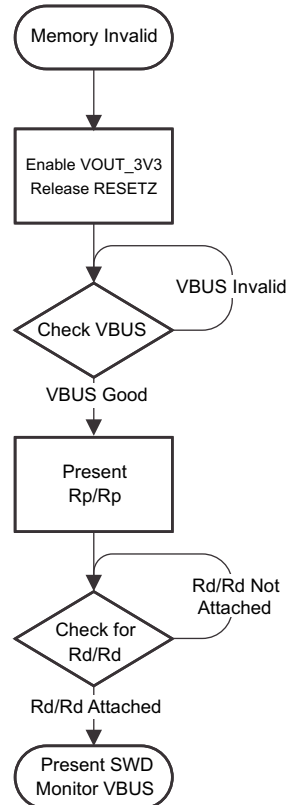 Memory Invalid
Enable VOUT_3V3
Release RESETZ
VBUS Invalid
Check VBUS
VBUS Good
Present
Rp/Rp
Rd/Rd Not
Attached
Check for
Rd/Rd
Rd/Rd Attached
Present SWD
Monitor VBUS